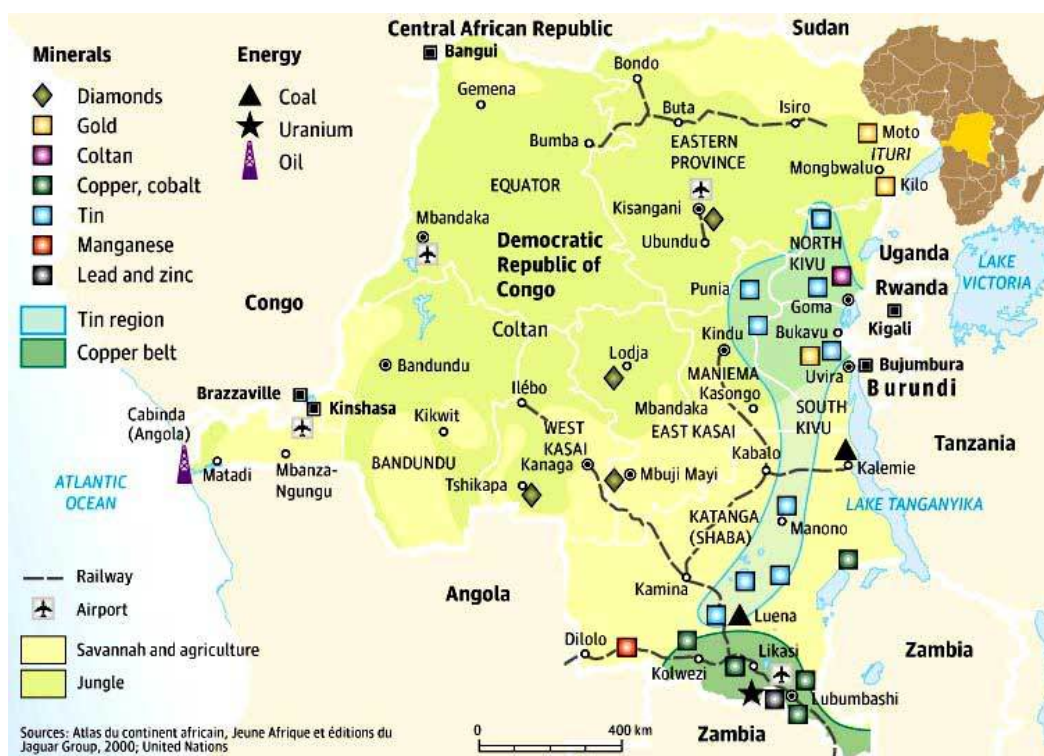 Minerals
Diamonds
Gold
Coltan
Copper, cobalt
Tin
Manganese
Lead and zinc
Tin region
Copper belt
Energy
Coal
Uranium
Oil
Central African Republic
Sudan
Bangui
Bondo
Gemena
Buta
Isiro
Moto
Bumba
EASTERN
PROVINCE
ITURI
Mongbwalu
Kilo
EQUATOR
Kisangani
Mbandaka
Ubundu
Democratic
Republic of
Congo
NORTH
KIVU
Uganda
LAKE
VICTORIA
Congo
Punia
Goma
Rwanda
Kigali
Coltan
Kindu
Bukavu
Bandundu
Lodja
MANIEMA
Uvira
Bujumbura
Burundi
Brazzaville
Kinshasa
Ilébo
Kasongo
Cabinda
(Angola)
Kikwit
Mbandaka
WEST
KASAI
EAST KASAI
SOUTH
KIVU
Tanzania
Matadi
Mbanza-
Ngungu
BANDUNDU
Kanaga
Kabalo
Kalemie
ATLANTIC
OCEAN
Tshikapa
Mbuji Mayi
LAKE TANGANYIKA
KATANGA
(SHABA)
Manono
Railway
Airport
Angola
Kamina
Luena
Savannah and agriculture
Jungle
Dilolo
Kolwezi
Likasi
Lubumbashi
Zambia
Zambia
0 400 km
Sources: Atlas du continent africain, Jeune Afrique et éditions du
Jaguar Group, 2000; United Nations